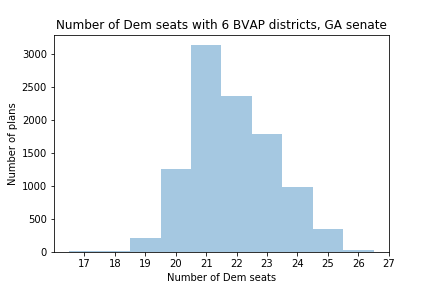 Number of Dem seats with 6 BVAP districts, GA senate
3000
2500
2000
1500
1000
500
0
Number of plans
17 18 19 20 21 22 23 24 25 26 27
Number of Dem seats